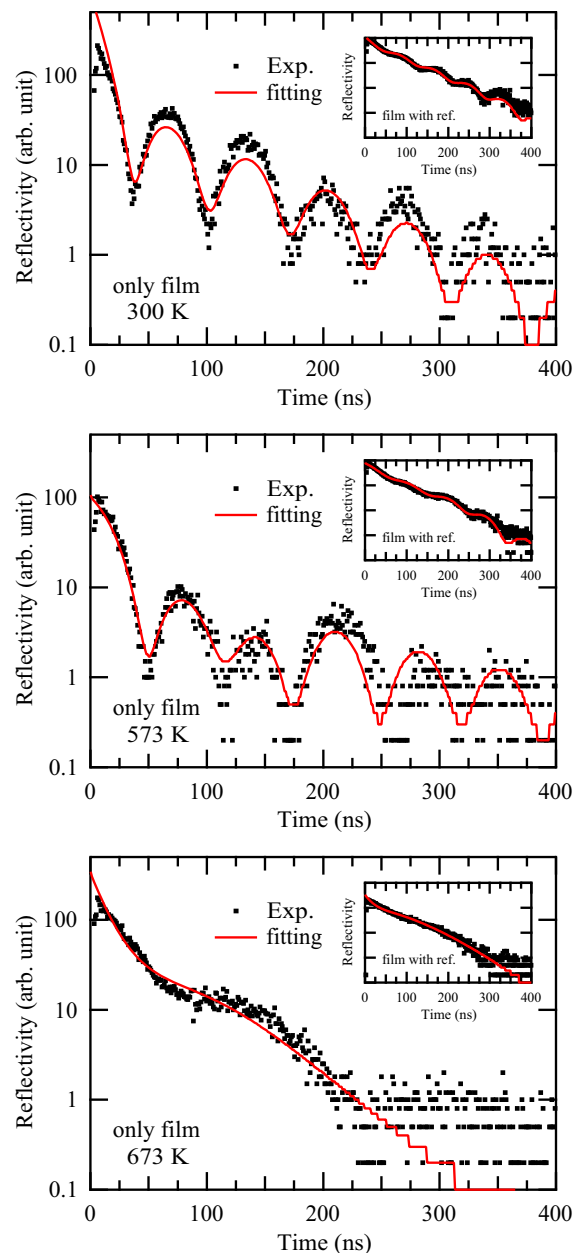 Reflectivity (arb. unit)
100
10
1
0.1
Exp.
fitting
only film
300 K
Reflectivity
film with ref.
0 100 200 300 400
Time (ns)
0 100 200 300 400
Time (ns)
Reflectivity (arb. unit)
100
10
1
0.1
Exp.
fitting
only film
573 K
Reflectivity
film with ref.
0 100 200 300 400
Time (ns)
0 100 200 300 400
Time (ns)
Reflectivity (arb. unit)
100
10
1
0.1
Exp.
fitting
only film
673 K
Reflectivity
film with ref.
0 100 200 300 400
Time (ns)
0 100 200 300 400
Time (ns)